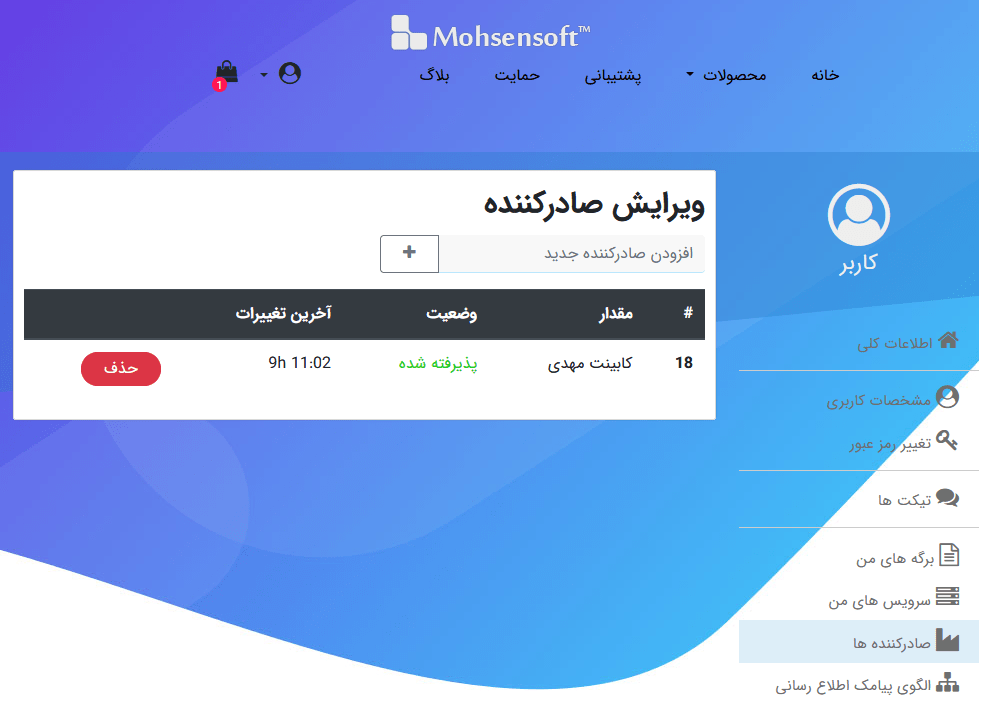 Mohsensoft™
خانه
محصولات
پشتیبانی
حمایت
بلاگ
1
کاربر
اطلاعات کلی
مشخصات کاربری
تغییر رمز عبور
تیکت ها
برگه های من
سرویس های من
صادرکننده ها
الگوی پیامک اطلاع رسانی
ویرایش صادرکننده
افزودن صادرکننده جدید
+
# مقدار وضعیت آخرین تغییرات
18 کابینت مهدی پذیرفته شده 9h 11:02 حذف